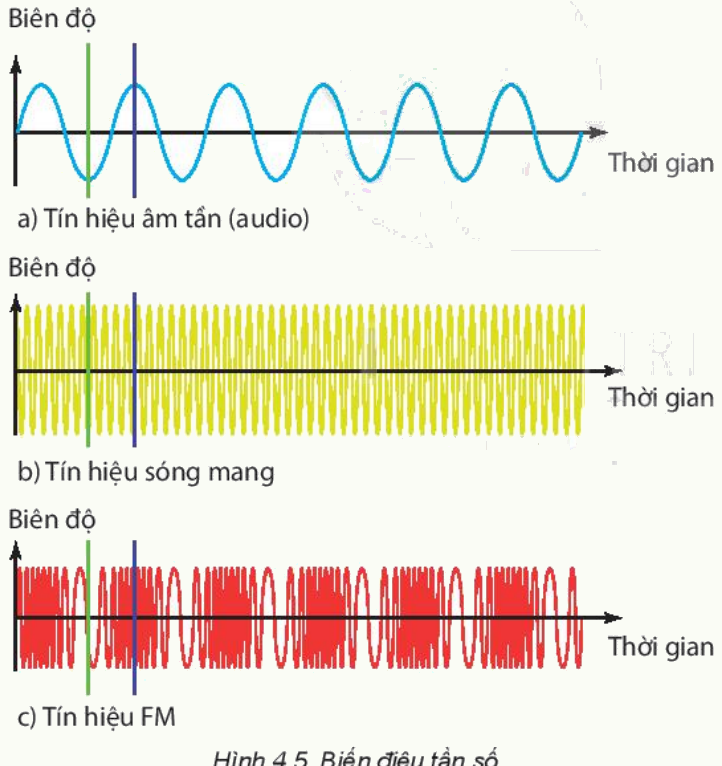 Biên độ
Thời gian
a) Tín hiệu âm tần (audio)
Biên độ
Thời gian
b) Tín hiệu sóng mang
Biên độ
Thời gian
c) Tín hiệu FM
Hình 4.5. Biến điệu tần số